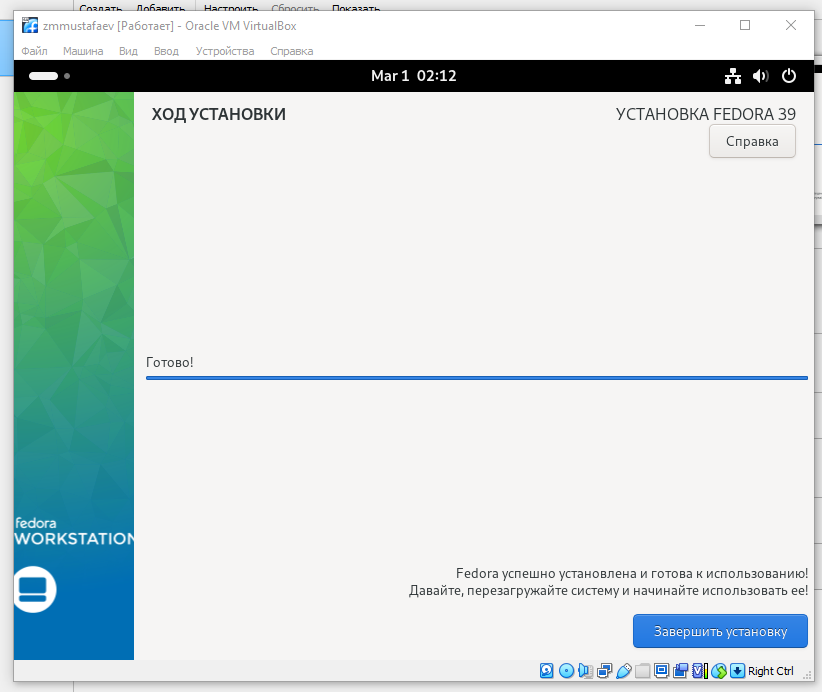 Создать Добавить Настроить Сбросить Показать
zmmustafaev [Работает] - Oracle VM VirtualBox
Файл Машина Вид Ввод Устройства Справка
Mar 1 02:12
ХОД УСТАНОВКИ
УСТАНОВКА FEDORA 39
Справка
Готово!
fedora
WORKSTATION
Fedora успешно установлена и готова к использованию!
Давайте, перезагружайте систему и начинайте использовать ее!
Завершить установку
Right Ctrl